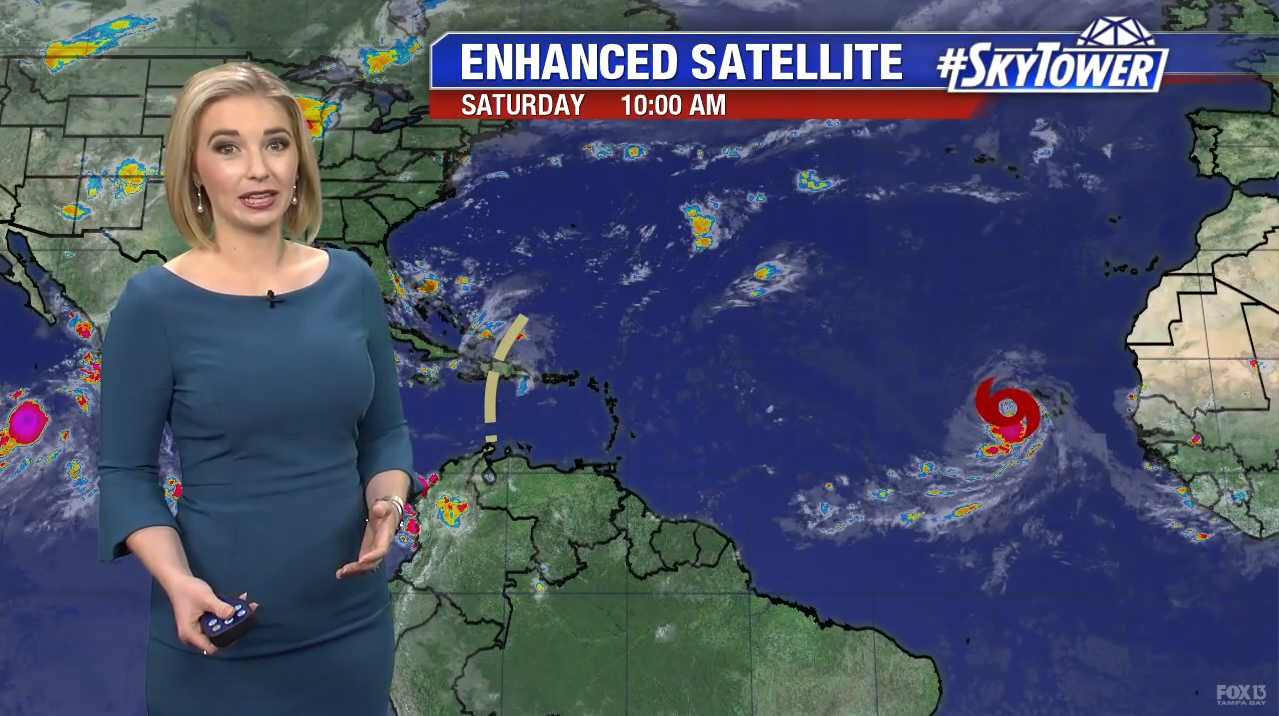 ENHANCED SATELLITE
#SKYTOWER
SATURDAY 10:00 AM
FOX 13
TAMPA BAY